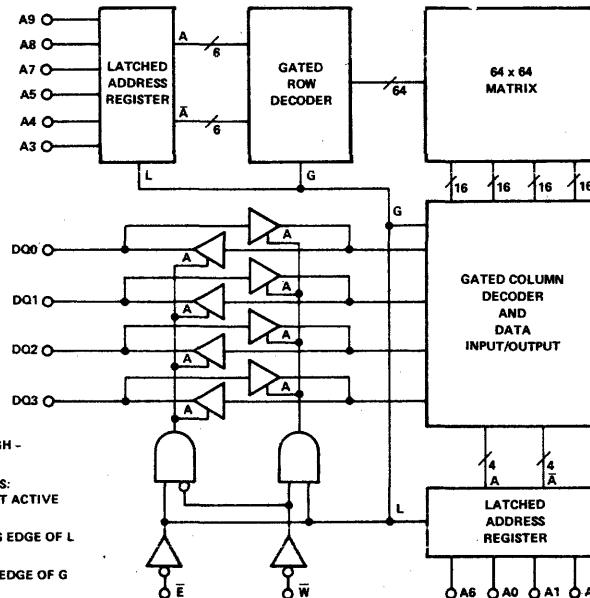 A9
A8
A7
A5
A4
A3
LATCHED
ADDRESS
REGISTER
A
6
A̅
6
GATED
ROW
DECODER
64
64 x 64
MATRIX
L
G
16
16
16
16
G
DQ0
DQ1
DQ2
DQ3
A
A
A
A
A
A
A
A
GATED COLUMN
DECODER
AND
DATA
INPUT/OUTPUT
GH –
S:
T ACTIVE
G EDGE OF L
EDGE OF G
4
A
4
A̅
L
LATCHED
ADDRESS
REGISTER
E̅
W̅
A6
A0
A1